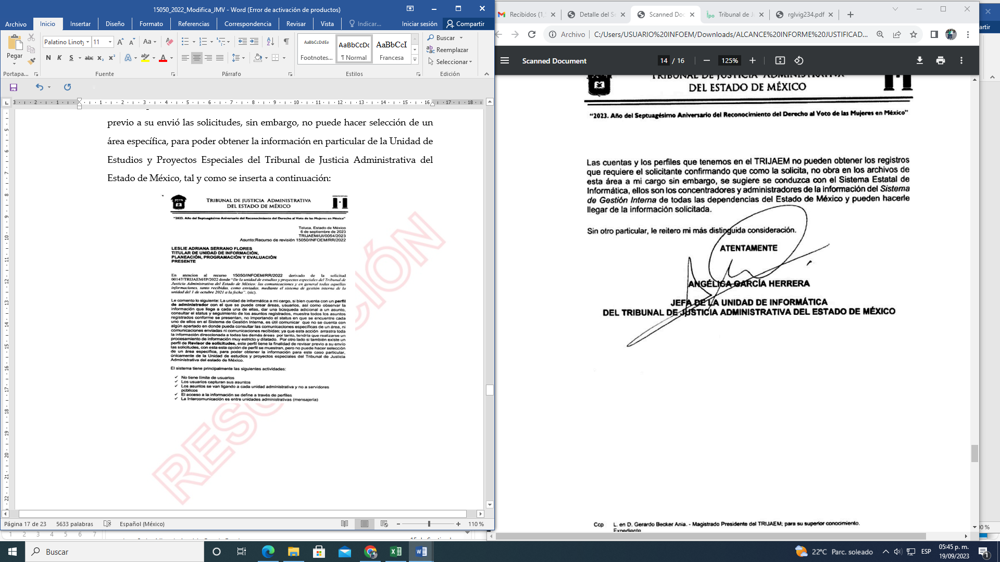 15050_2022_Modifica_JMV - Word (Error de activación de productos)
Archivo Inicio Insertar Diseño Formato Referencias Correspondencia Revisar Vista Indicar... Iniciar sesión Compartir
Pegar
Palatino Linoty 11
Buscar
Reemplazar
Seleccionar
AaBbCcDdEe AaBbCcDc AaBbCcI
Footnotes... ¶ Normal Francesa
Portapa... Fuente Párrafo Estilos Edición
previo a su envió las solicitudes, sin embargo, no puede hacer selección de un
área específica, para poder obtener la información en particular de la Unidad de
Estudios y Proyectos Especiales del Tribunal de Justicia Administrativa del
Estado de México, tal y como se inserta a continuación:
TRIBUNAL DE JUSTICIA ADMINISTRATIVA
DEL ESTADO DE MÉXICO
"2023. Año del Septuagésimo Aniversario del Reconocimiento del Derecho al Voto de las Mujeres en México"
Toluca, Estado de México
6 de septiembre de 2023
TRIJAEM/UI/0054/2023
Asunto:Recurso de revisión 15050/INFOEM/RR/2022
LESLIE ADRIANA SERRANO FLORES
TITULAR DE UNIDAD DE INFORMACIÓN,
PLANEACIÓN, PROGRAMACIÓN Y EVALUACIÓN
PRESENTE
En atencion al recurso 15050/INFOEM/RR/2022 derivado de la solicitud
00147/TRIJAEM/IP/2022 donde "De la unidad de estudios y proyectos especiales del Tribunal de
Justicia Administrativa del Estado de México; las comunicaciones y en general todas aquellas
informaciones, tanto recibidas, como enviadas, mediante el sistema de gestión interna de la
unidad del 1 de octubre 2021 a la fecha". (sic).
Le comento lo siguiente: La unidad de informática a mi cargo, si bien cuenta con un perfil
de administrador con el que se puede crear áreas, usuarios, así como observar la
información que llega a cada una de ellas, dar una búsqueda adicional a un asunto,
consultar el status y seguimiento de los asuntos registrados, muestra todos los asuntos
registrados conforme se presentan, no importando el status en que se encuentre cada
uno de ellos en el Sistema de Gestión Interna, es útil comunicar que no se cuenta con
algún apartado en donde pueda consultar las comunicaciones específicas de un área, ni
comunicaciones enviadas ni comunicaciones recibidas; ya que esta acción arrastra toda
la información direccionada a todas las demás áreas por tanto, tendría que realizarse un
procesamiento de información muy estricto y dilatado. Por otro lado si también existe un
perfil de Revisor de solicitudes, este perfil tiene la finalidad de revisar previo a su envío
las solicitudes, con esta esta opción de perfil se muestran, pero no puede hacer selección
de un área específica, para poder obtener la información para este caso particular,
únicamente de la Unidad de estudios y proyectos especiales del Tribunal de Justicia
Administrativa del estado de México.
El sistema tiene principalmente las siguientes actividades:
✓ No tiene límite de usuarios
✓ Los usuarios capturan sus asuntos
✓ Los asuntos se van ligando a cada unidad administrativa y no a servidores
públicos
✓ El acceso a la información se define a través de perfiles
✓ La Intercomunicación es entre unidades administrativas (mensajería)
Página 17 de 23 5633 palabras Español (México) 110 %
Recibidos (1, Detalle del S Scanned Doc Tribunal de J rglvig234.pdf
Archivo C:/Users/USUARIO%20INFOEM/Downloads/ALCANCE%20INFORME%20JUSTIFICAD...
Scanned Document 14 / 16 125%
TRIBUNAL DE JUSTICIA ADMINISTRATIVA
DEL ESTADO DE MÉXICO
"2023. Año del Septuagésimo Aniversario del Reconocimiento del Derecho al Voto de las Mujeres en México"
Las cuentas y los perfiles que tenemos en el TRIJAEM no pueden obtener los registros
que requiere el solicitante confirmando que como la solicita, no obra en los archivos de
esta área a mi cargo sin embargo, se sugiere se conduzca con el Sistema Estatal de
Informática, ellos son los concentradores y administradores de la información del Sistema
de Gestión Interna de todas las dependencias del Estado de México y pueden hacerle
llegar de la información solicitada.
Sin otro particular, le reitero mi más distinguida consideración.
ATENTAMENTE
ANGÉLICA GARCÍA HERRERA
JEFA DE LA UNIDAD DE INFORMÁTICA
DEL TRIBUNAL DE JUSTICIA ADMINISTRATIVA DEL ESTADO DE MÉXICO
Ccp L. en D. Gerardo Becker Ania. - Magistrado Presidente del TRIJAEM; para su superior conocimiento.
Expediente
Buscar
22°C Parc. soleado ESP 05:45 p. m.
19/09/2023